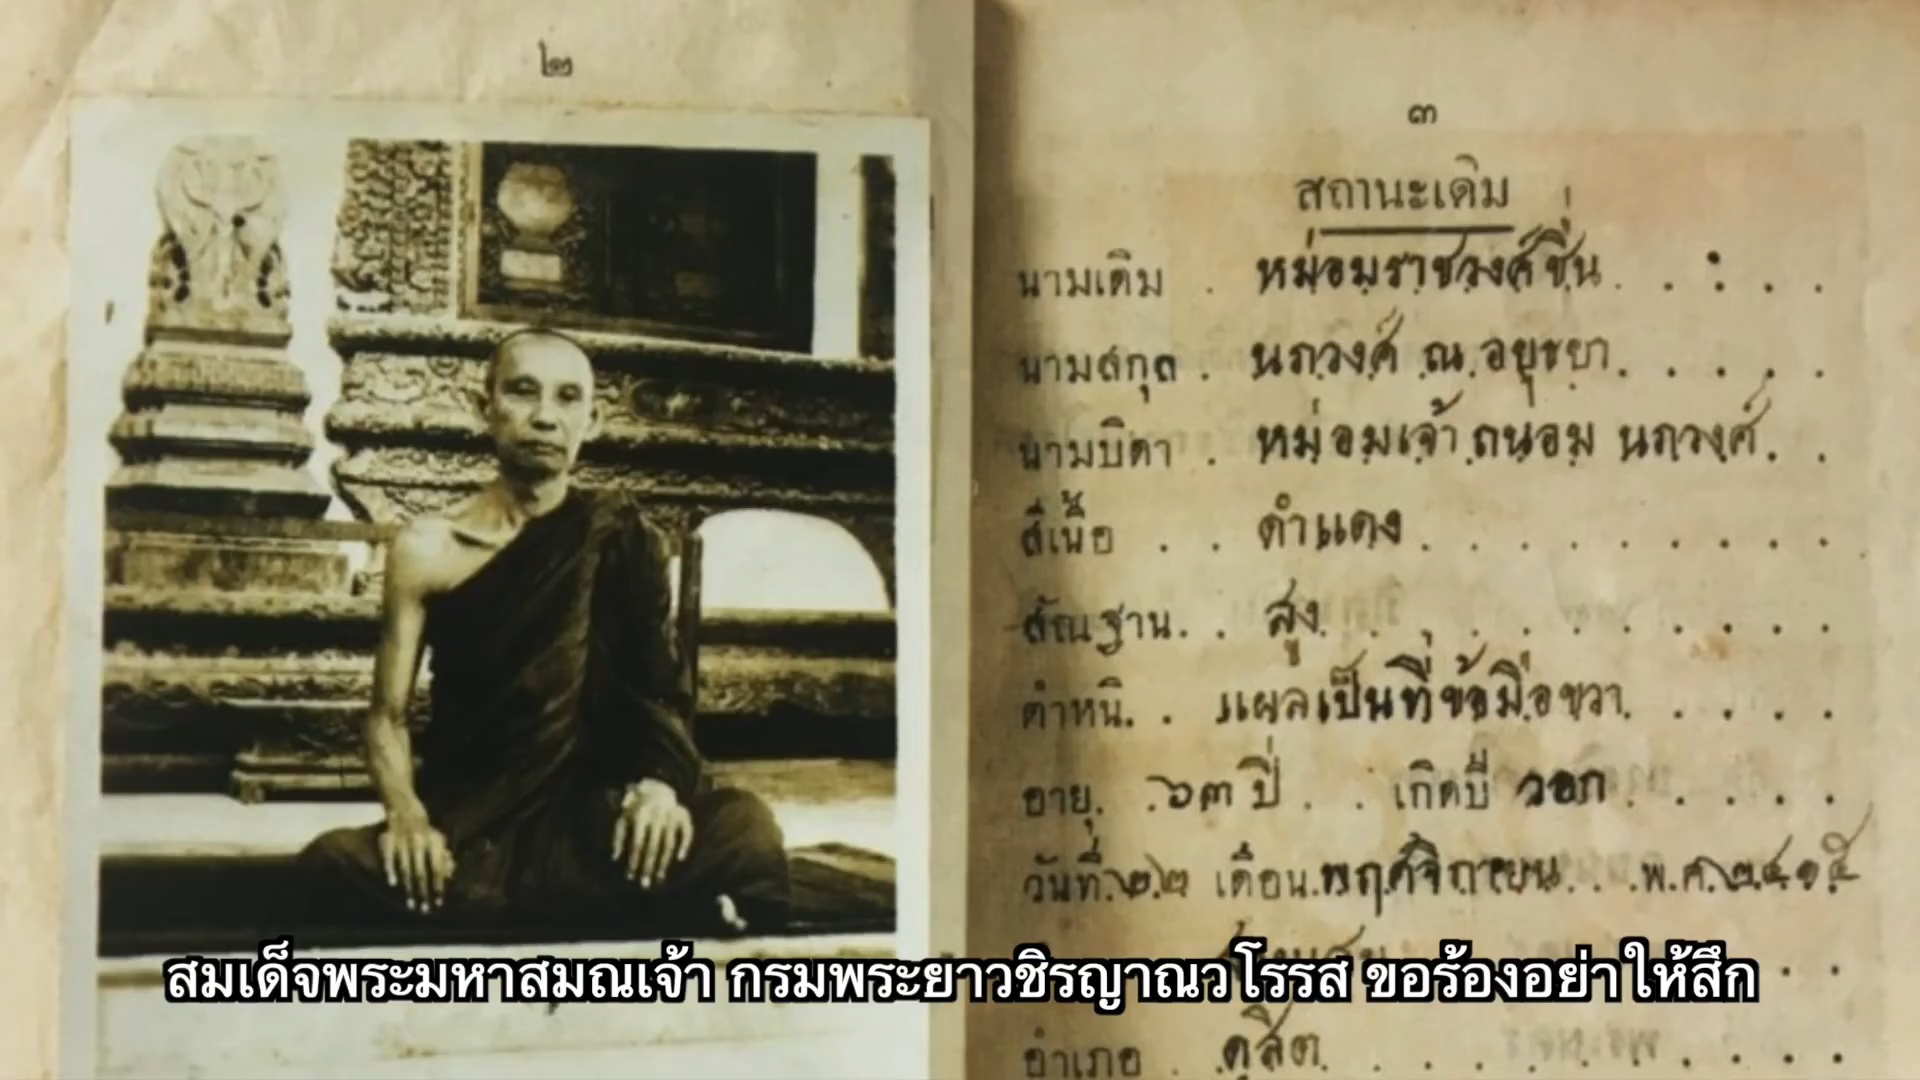 ๒
๓
สถานะเดิม
นามเดิม . หม่อมราชวงศ์ชื่น
นามสกุล . นภวงศ์ ณ อยุธยา
นามบิดา . หม่อมเจ้าถนอม นภวงศ์
สีเนื้อ . . ดำแดง
สัณฐาน. . สูง
ตำหนิ. . แผลเป็นที่ข้อมือขวา
อายุ. . ๖๓ ปี . . เกิดปี วอก
วันที่ ๒๒ เดือน พฤศจิกายน. . . พ.ศ. ๒๔๑๕
สมเด็จพระมหาสมณเจ้า กรมพระยาวชิรญาณวโรรส ขอร้องอย่าให้สึก
อำเภอ . ดุสิต